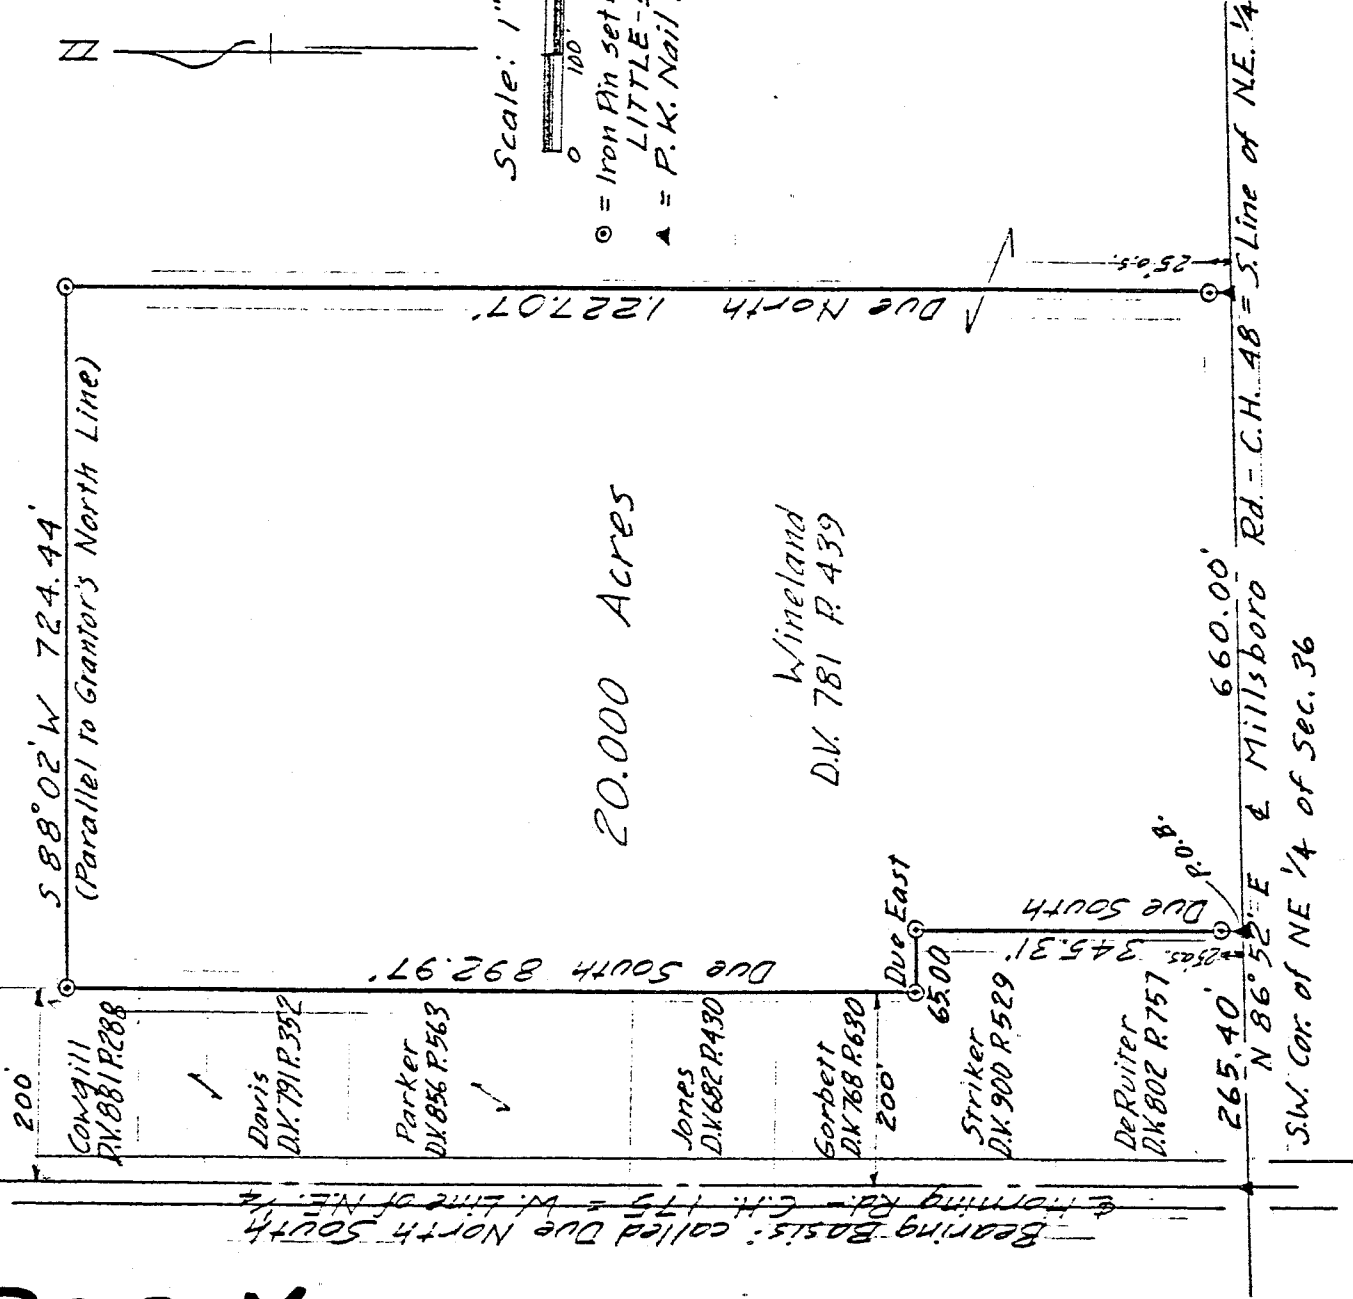 Scale: 1"
0 100'
⊙ = Iron Pin set
LITTLE-
▲ = P.K. Nail
S 88° 02' W 724.44'
(Parallel to Grantor's North Line)
Due North 1,227.07'
25' o.s.
20.000 Acres
Wineland
D.V. 781 P. 439
Due South 892.97'
Due East
65.00
Due South
345.31'
25' o.s.
P.O.B.
660.00'
265.40'
N 86° 52' E ¢ Millsboro Rd. - C.H. 48 = S. Line of N.E. 1/4
S.W. Cor. of NE 1/4 of Sec. 36
200'
Cowgill
D.V. 881 P. 288
Davis
D.V. 791 P. 352
Parker
D.V. 856 P. 563
Jones
D.V. 682 P. 430
Gorbett
D.V. 768 P. 630
200'
Striker
D.V. 900 P. 529
DeRuiter
D.V. 802 P. 757
¢ Horning Rd. - C.H. 175 = W. Line of N.E. 1/4
Bearing Basis: called Due North South